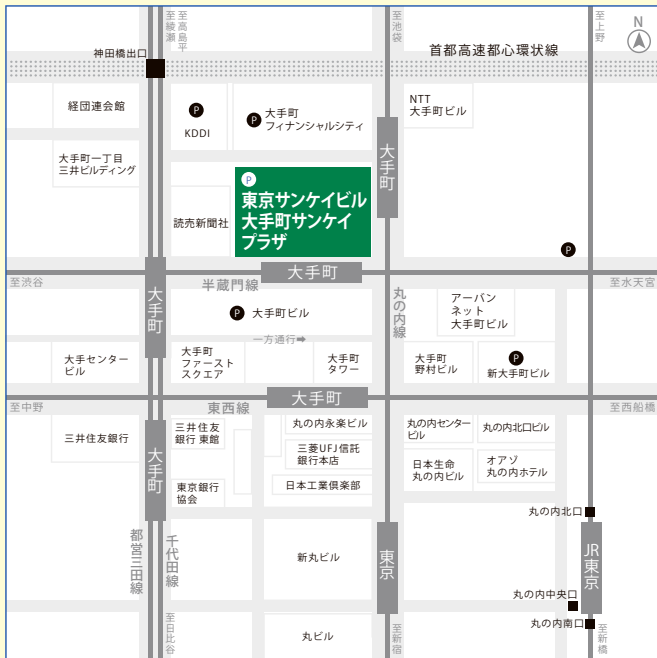 至綾瀬
至高島平
至池袋
至上野
N
神田橋出口
首都高速都心環状線
経団連会館
P
KDDI
P
大手町
フィナンシャルシティ
NTT
大手町ビル
大手町一丁目
三井ビルディング
大手町
P
東京サンケイビル
大手町サンケイ
プラザ
読売新聞社
P
大手町
至渋谷
半蔵門線
至水天宮
大手町
丸の内線
P
大手町ビル
アーバン
ネット
大手町ビル
一方通行➡
大手センター
ビル
大手町
ファースト
スクエア
大手町
タワー
大手町
野村ビル
P
新大手町ビル
大手町
至中野
東西線
至西船橋
三井住友銀行
大手町
三井住友
銀行 東館
丸の内永楽ビル
丸の内センター
ビル
丸の内北口ビル
三菱UFJ信託
銀行本店
日本生命
丸の内ビル
オアゾ
丸の内ホテル
東京銀行
協会
日本工業倶楽部
丸の内北口
都営三田線
千代田線
新丸ビル
東京
JR東京
丸の内中央口
丸の内南口
至日比谷
丸ビル
至新宿
至新橋